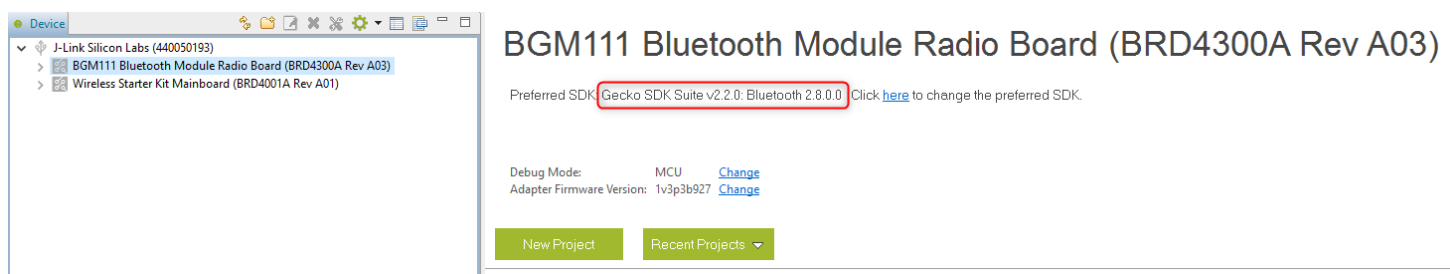 Device
J-Link Silicon Labs (440050193)
BGM111 Bluetooth Module Radio Board (BRD4300A Rev A03)
Wireless Starter Kit Mainboard (BRD4001A Rev A01)
BGM111 Bluetooth Module Radio Board (BRD4300A Rev A03)
Preferred SDK: Gecko SDK Suite v2.2.0: Bluetooth 2.8.0.0 Click here to change the preferred SDK.
Debug Mode: MCU Change
Adapter Firmware Version: 1v3p3b927 Change
New Project Recent Projects